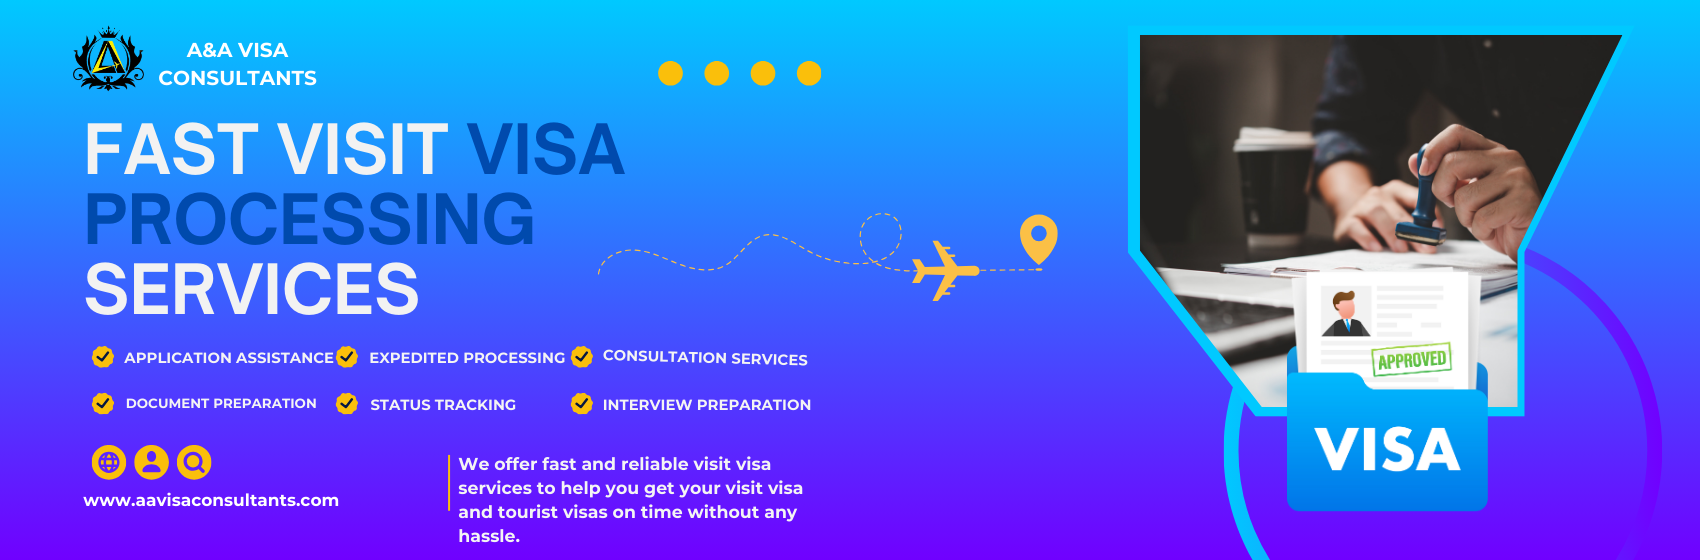 A&A VISA
CONSULTANTS
FAST VISIT VISA
PROCESSING
SERVICES
APPLICATION ASSISTANCE
EXPEDITED PROCESSING
CONSULTATION SERVICES
DOCUMENT PREPARATION
STATUS TRACKING
INTERVIEW PREPARATION
www.aavisaconsultants.com
We offer fast and reliable visit visa
services to help you get your visit visa
and tourist visas on time without any
hassle.
APPROVED
VISA